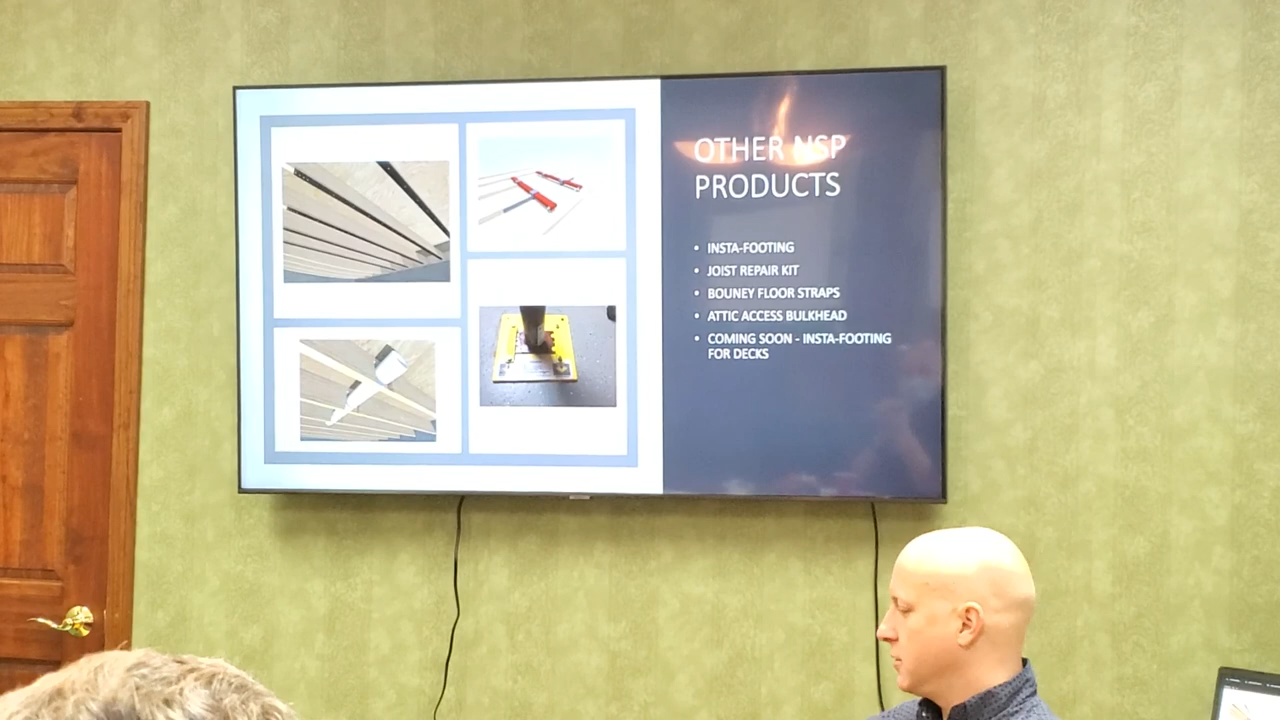 OTHER NSP
PRODUCTS
• INSTA-FOOTING
• JOIST REPAIR KIT
• BOUNEY FLOOR STRAPS
• ATTIC ACCESS BULKHEAD
• COMING SOON - INSTA-FOOTING
FOR DECKS